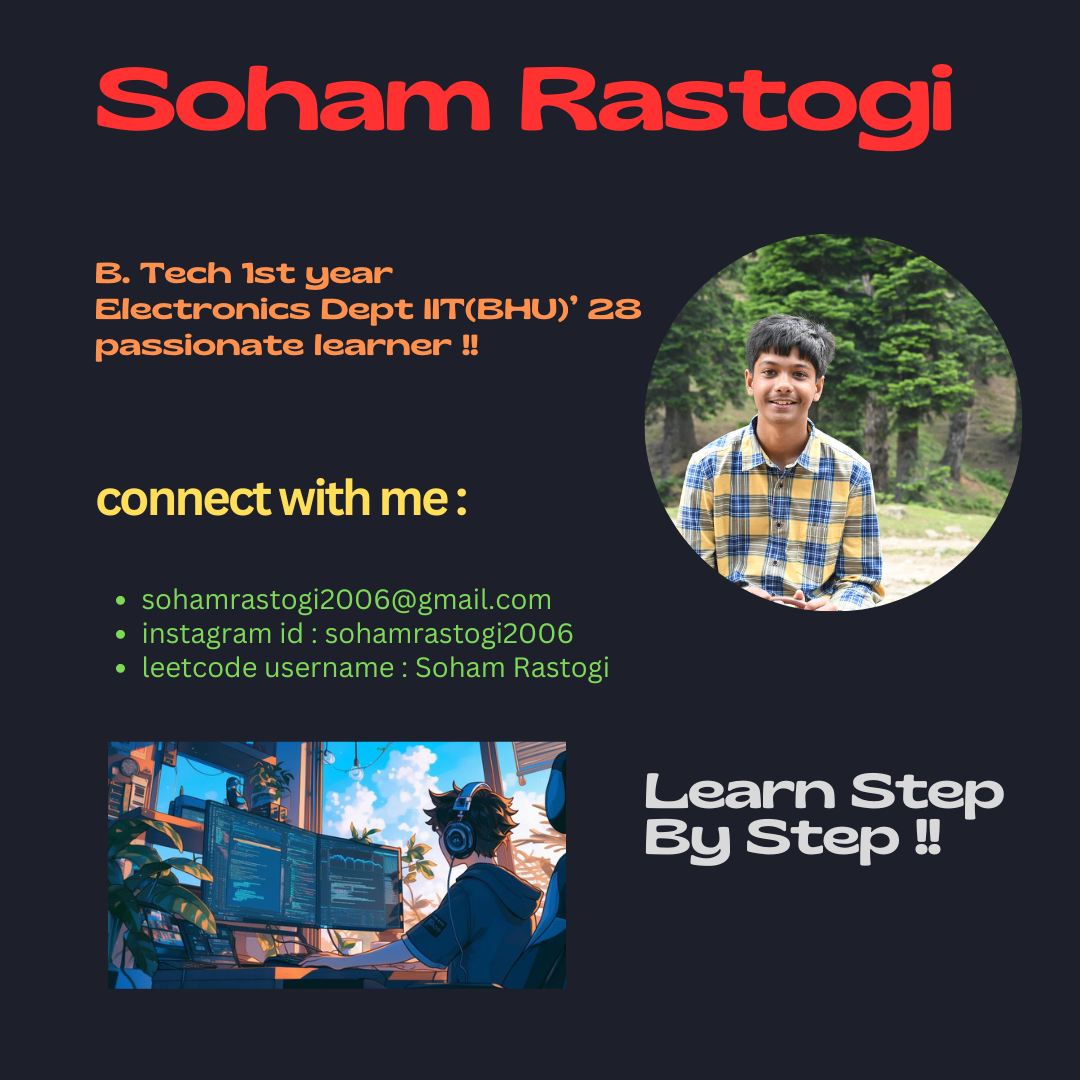 Soham Rastogi
B. Tech 1st year
Electronics Dept IIT(BHU)’ 28
passionate learner !!
connect with me :
• sohamrastogi2006@gmail.com
• instagram id : sohamrastogi2006
• leetcode username : Soham Rastogi
Learn Step
By Step !!